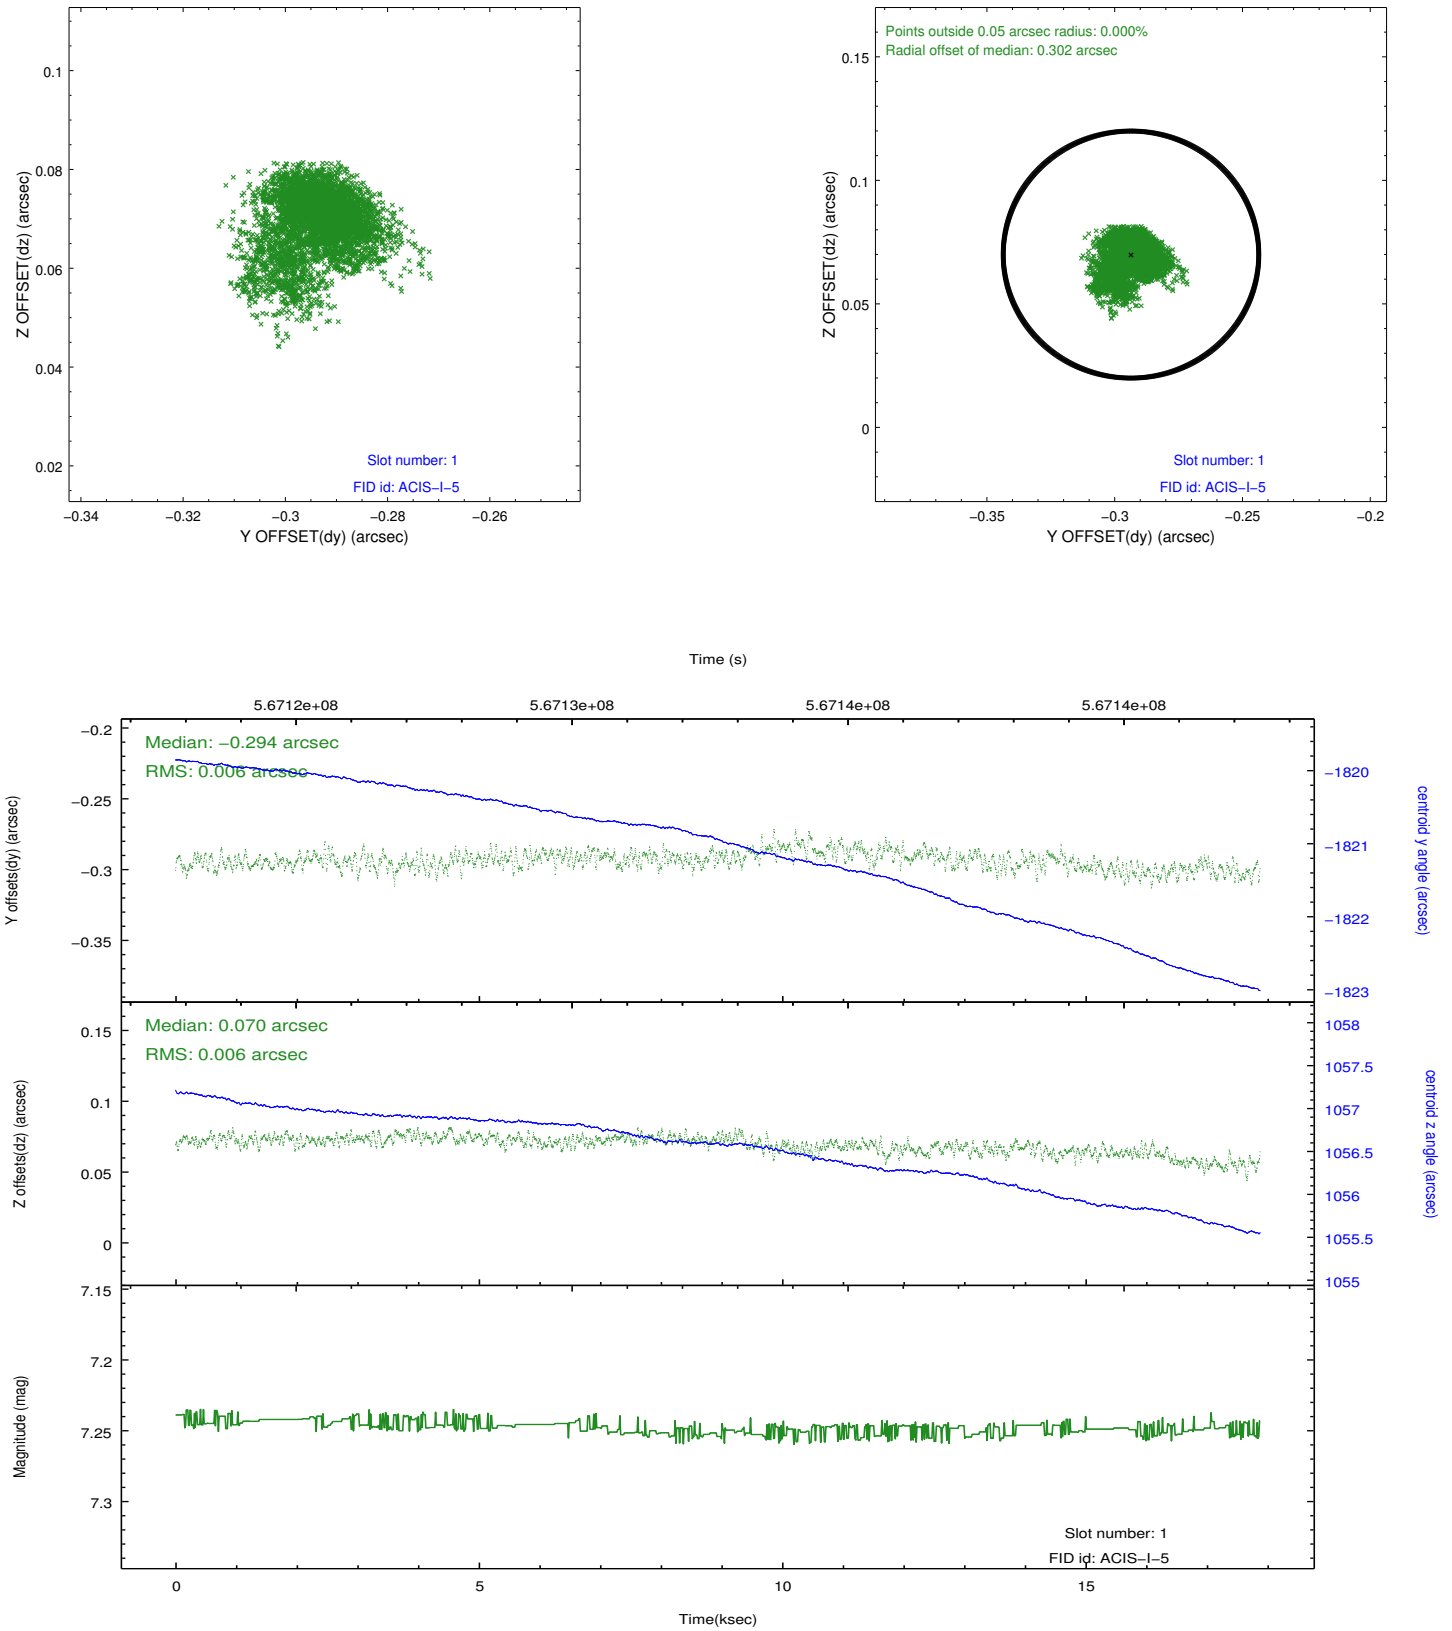 0.1
0.08
0.06
0.04
0.02
Z OFFSET(dz) (arcsec)
Slot number: 1
FID id: ACIS−I−5
−0.34 −0.32 −0.3 −0.28 −0.26
Y OFFSET(dy) (arcsec)
Points outside 0.05 arcsec radius: 0.000%
Radial offset of median: 0.302 arcsec
0.15
0.1
0.05
0
Z OFFSET(dz) (arcsec)
Slot number: 1
FID id: ACIS−I−5
−0.35 −0.3 −0.25 −0.2
Y OFFSET(dy) (arcsec)
Time (s)
5.6712e+08 5.6713e+08 5.6714e+08 5.6714e+08
Median: −0.294 arcsec
RMS: 0.006 arcsec
−0.2
−0.25
−0.3
−0.35
Y offsets(dy) (arcsec)
−1820
−1821
−1822
−1823
centroid y angle (arcsec)
Median: 0.070 arcsec
RMS: 0.006 arcsec
0.15
0.1
0.05
0
Z offsets(dz) (arcsec)
1058
1057.5
1057
1056.5
1056
1055.5
1055
centroid z angle (arcsec)
7.15
7.2
7.25
7.3
Magnitude (mag)
Slot number: 1
FID id: ACIS−I−5
0 5 10 15
Time(ksec)